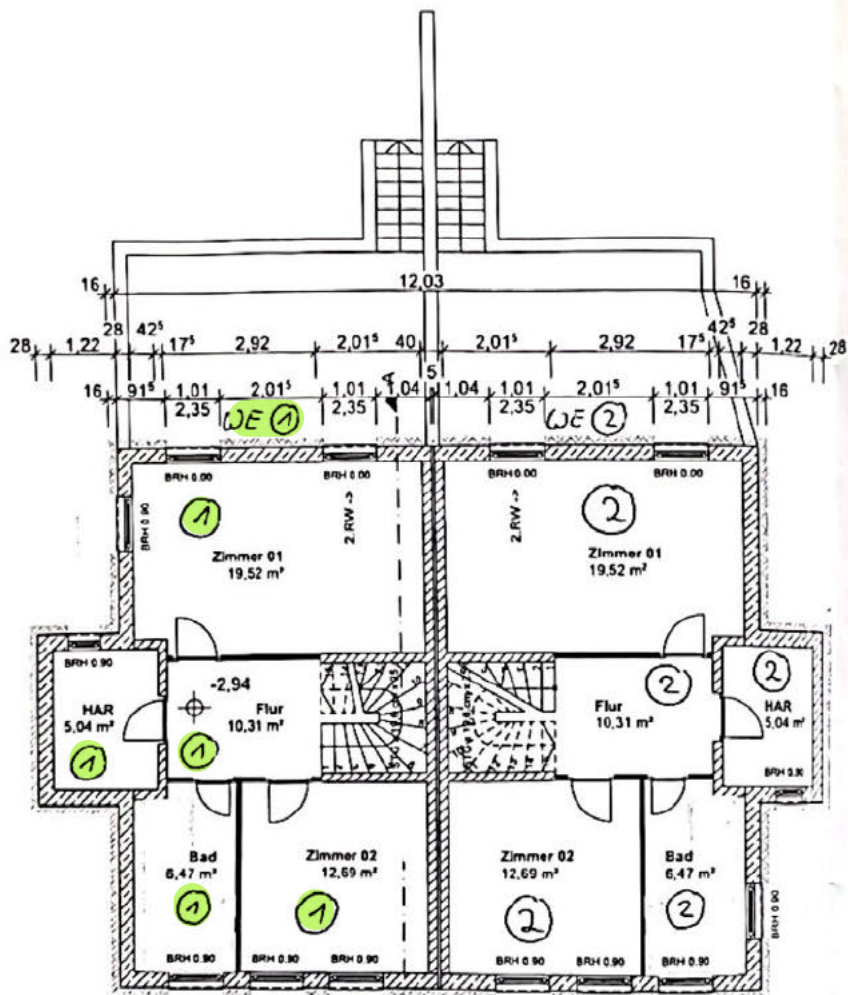 16 12,03 16
28 42⁵ 42⁵ 28
28 1,22 17⁵ 2,92 2,01⁵ 40 2,01⁵ 2,92 17⁵ 1,22 28
5
16 91⁵ 1,01 2,01⁵ 1,01 1,04 1,04 1,01 2,01⁵ 1,01 91⁵ 16
2,35 2,35 2,35 2,35
A
WE ① WE ②
BRH 0.00 BRH 0.00 BRH 0.00 BRH 0.00
BRH 0.90
① 2.RW -> 2.RW -> ②
Zimmer 01 Zimmer 01
19,52 m² 19,52 m²
BRH 0.90
-2,94
② ②
HAR Flur Flur HAR
5,04 m² 10,31 m² 10,31 m² 5,04 m²
① ①
BRH 0.90
Bad Zimmer 02 Zimmer 02 Bad
6,47 m² 12,69 m² 12,69 m² 6,47 m²
① ① ② ②
BRH 0.90
BRH 0.90 BRH 0.90 BRH 0.90 BRH 0.90 BRH 0.90 BRH 0.90